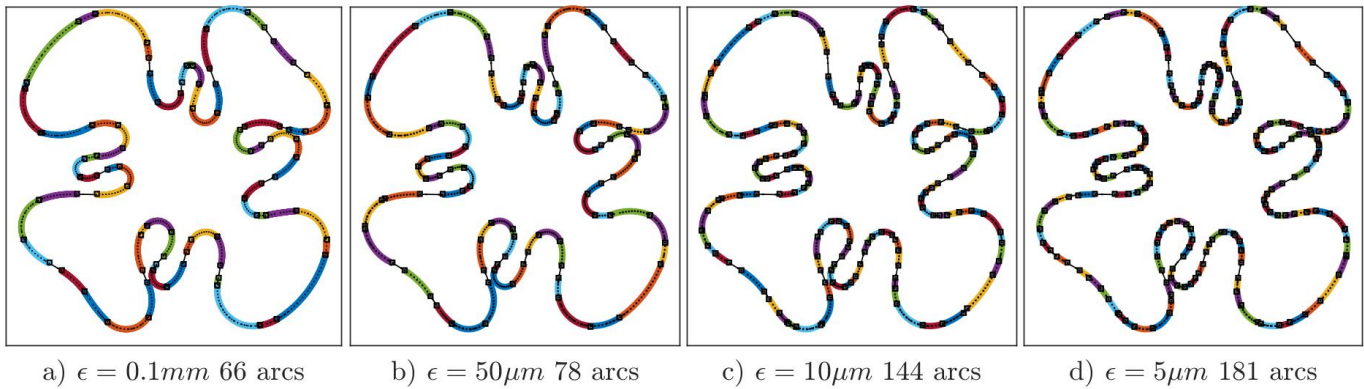 a) ϵ = 0.1mm 66 arcs
b) ϵ = 50μm 78 arcs
c) ϵ = 10μm 144 arcs
d) ϵ = 5μm 181 arcs